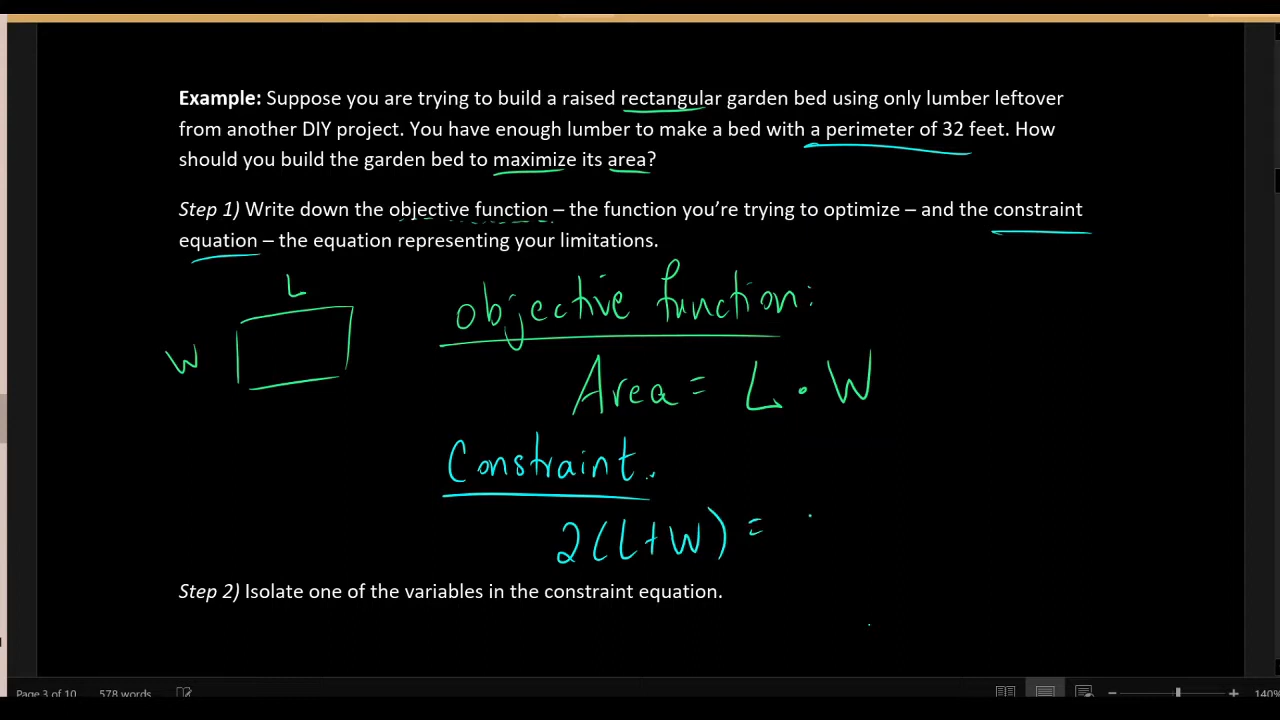 Example: Suppose you are trying to build a raised rectangular garden bed using only lumber leftover
from another DIY project. You have enough lumber to make a bed with a perimeter of 32 feet. How
should you build the garden bed to maximize its area?
Step 1) Write down the objective function – the function you're trying to optimize – and the constraint
equation – the equation representing your limitations.
L
W
objective function:
Area = L · W
Constraint.
2(L+W) =
Step 2) Isolate one of the variables in the constraint equation.
Page 3 of 10 578 words 140%